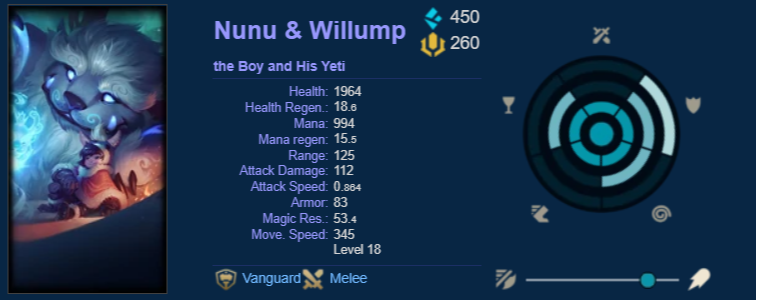 Nunu & Willump
450
260
the Boy and His Yeti
Health: 1964
Health Regen.: 18.6
Mana: 994
Mana regen: 15.5
Range: 125
Attack Damage: 112
Attack Speed: 0.864
Armor: 83
Magic Res.: 53.4
Move. Speed: 345
Level 18
Vanguard Melee